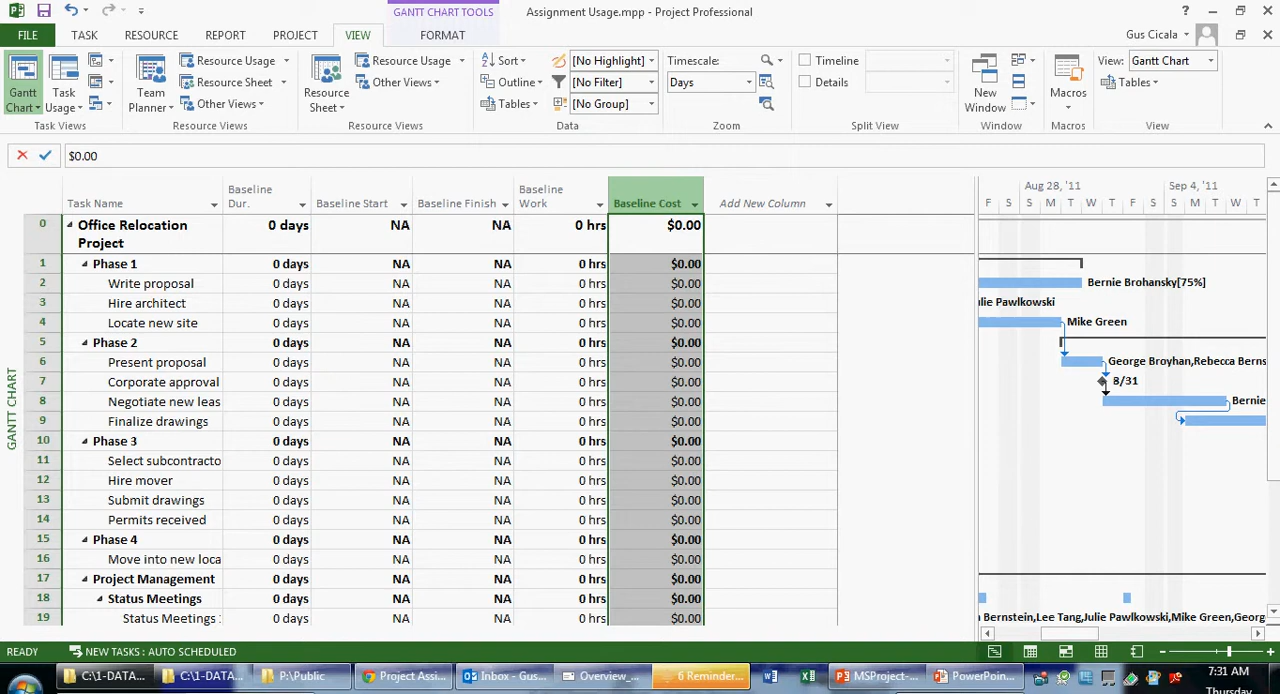 GANTT CHART TOOLS
Assignment Usage.mpp - Project Professional
?
FILE TASK RESOURCE REPORT PROJECT VIEW FORMAT
Gus Cicala
Gantt Chart
Task Usage
Task Views
Team Planner
Resource Usage
Resource Sheet
Other Views
Resource Views
Resource Sheet
Resource Usage
Other Views
Resource Views
Sort
Outline
Tables
[No Highlight]
[No Filter]
[No Group]
Data
Timescale:
Days
Zoom
Timeline
Details
Split View
New Window
Window
Macros
Macros
View: Gantt Chart
Tables
View
$0.00
Task Name Baseline Dur. Baseline Start Baseline Finish Baseline Work Baseline Cost Add New Column
Aug 28, '11 Sep 4, '11
F S S M T W T F S S M T W T
0 Office Relocation Project 0 days NA NA 0 hrs $0.00
1 Phase 1 0 days NA NA 0 hrs $0.00
2 Write proposal 0 days NA NA 0 hrs $0.00 Bernie Brohansky[75%]
3 Hire architect 0 days NA NA 0 hrs $0.00 ulie Pawlkowski
4 Locate new site 0 days NA NA 0 hrs $0.00 Mike Green
5 Phase 2 0 days NA NA 0 hrs $0.00
6 Present proposal 0 days NA NA 0 hrs $0.00 George Broyhan,Rebecca Berns
7 Corporate approval 0 days NA NA 0 hrs $0.00 8/31
8 Negotiate new leas 0 days NA NA 0 hrs $0.00 Bernie
9 Finalize drawings 0 days NA NA 0 hrs $0.00
10 Phase 3 0 days NA NA 0 hrs $0.00
11 Select subcontracto 0 days NA NA 0 hrs $0.00
12 Hire mover 0 days NA NA 0 hrs $0.00
13 Submit drawings 0 days NA NA 0 hrs $0.00
14 Permits received 0 days NA NA 0 hrs $0.00
15 Phase 4 0 days NA NA 0 hrs $0.00
16 Move into new loca 0 days NA NA 0 hrs $0.00
17 Project Management 0 days NA NA 0 hrs $0.00
18 Status Meetings 0 days NA NA 0 hrs $0.00
19 Status Meetings 0 days NA NA 0 hrs $0.00 Bernstein,Lee Tang,Julie Pawlkowski,Mike Green,Georg
GANTT CHART
READY NEW TASKS : AUTO SCHEDULED
C:\1-DATA... C:\1-DATA... P:\Public Project Assi... Inbox - Gus... Overview_... 6 Reminder... MSProject-... PowerPoint...
7:31 AM
Thursday